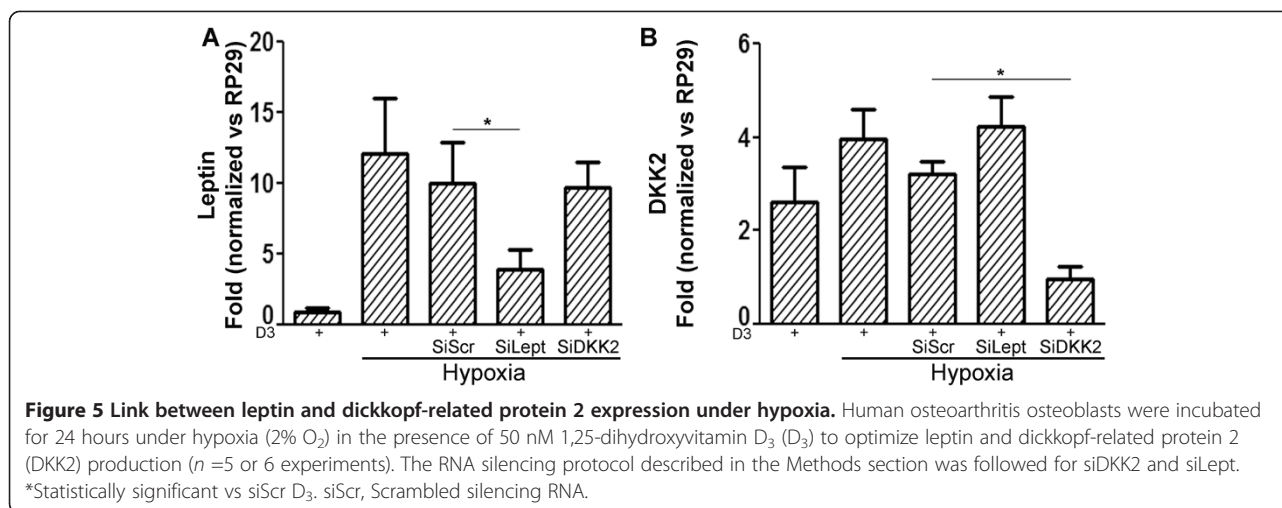 A
Leptin
Fold (normalized vs RP29)
20
15
10
5
0
D3 + + + + +
SiScr SiLept SiDKK2
Hypoxia
*
B
DKK2
Fold (normalized vs RP29)
6
4
2
0
+ + + + +
SiScr SiLept SiDKK2
Hypoxia
*
Figure 5 Link between leptin and dickkopf-related protein 2 expression under hypoxia. Human osteoarthritis osteoblasts were incubated
for 24 hours under hypoxia (2% O₂) in the presence of 50 nM 1,25-dihydroxyvitamin D₃ (D₃) to optimize leptin and dickkopf-related protein 2
(DKK2) production (n =5 or 6 experiments). The RNA silencing protocol described in the Methods section was followed for siDKK2 and siLept.
*Statistically significant vs siScr D₃. siScr, Scrambled silencing RNA.